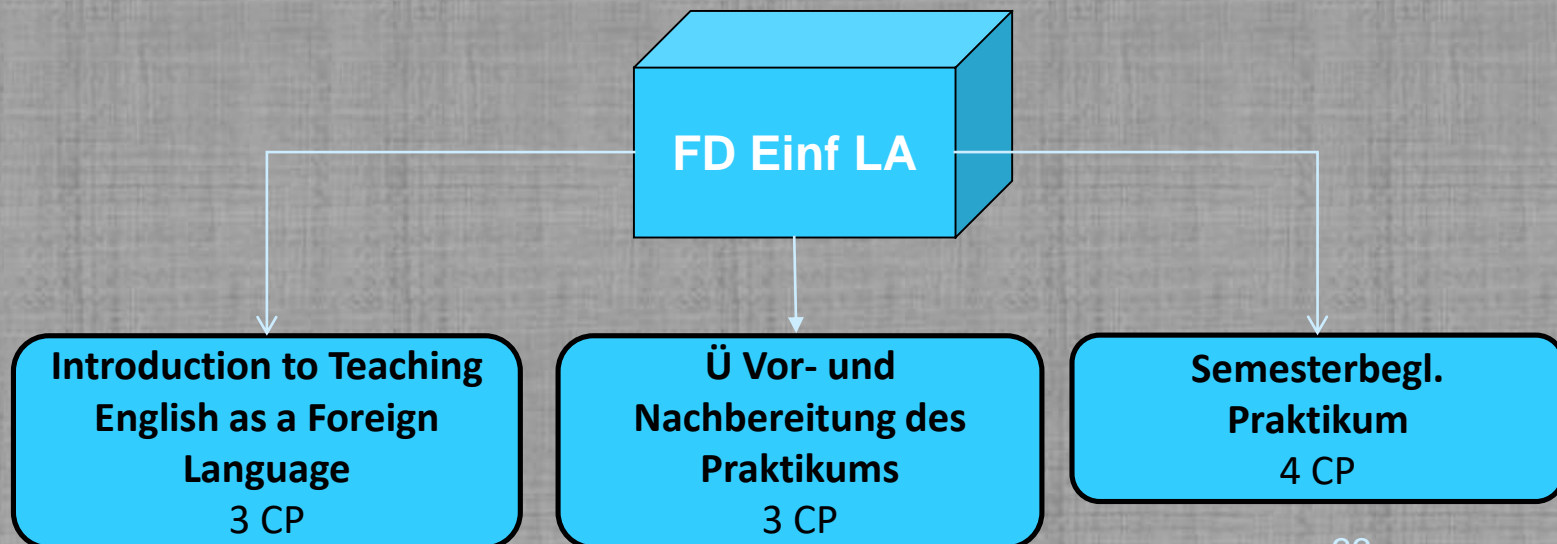 FD Einf LA
Introduction to Teaching
English as a Foreign
Language
3 CP
Ü Vor- und
Nachbereitung des
Praktikums
3 CP
Semesterbegl.
Praktikum
4 CP